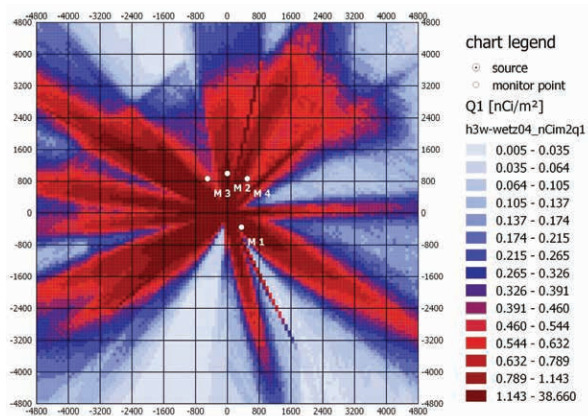 -4800 -4000 -3200 -2400 -1600 -800 0 800 1600 2400 3200 4000 4800
4800 4800
4000 4000
3200 3200
2400 2400
1600 1600
800 800
M 3 M 2 M 4
0 0
M 1
-800 -800
-1600 -1600
-2400 -2400
-3200 -3200
-4000 -4000
-4800 -4800
-4800 -4000 -3200 -2400 -1600 -800 0 800 1600 2400 3200 4000 4800
chart legend
source
monitor point
Q1 [nCi/m²]
h3w-wetz04_nCim2q1
0.005 - 0.035
0.035 - 0.064
0.064 - 0.105
0.105 - 0.137
0.137 - 0.174
0.174 - 0.215
0.215 - 0.265
0.265 - 0.326
0.326 - 0.391
0.391 - 0.460
0.460 - 0.544
0.544 - 0.632
0.632 - 0.789
0.789 - 1.143
1.143 - 38.660